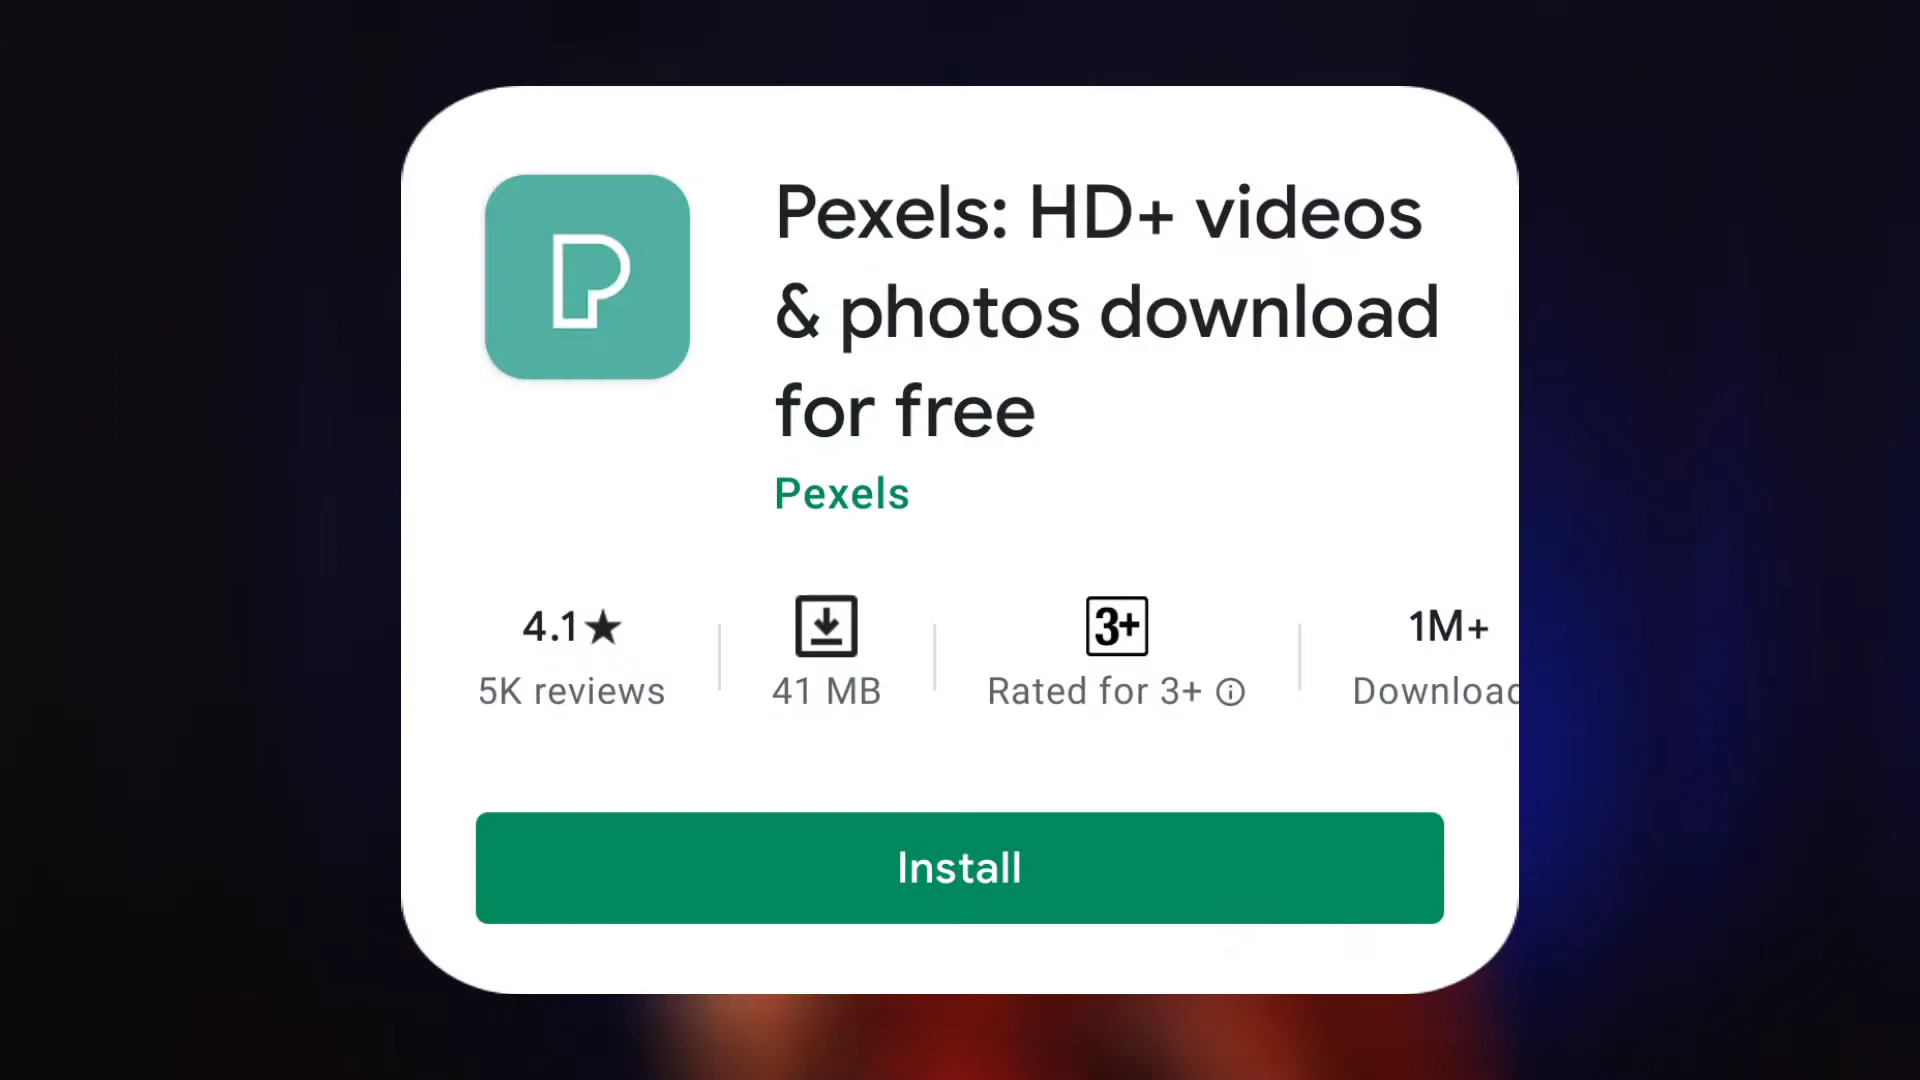 Pexels: HD+ videos
& photos download
for free
Pexels
4.1★
3+
1M+
5K reviews
41 MB
Rated for 3+
Download
Install